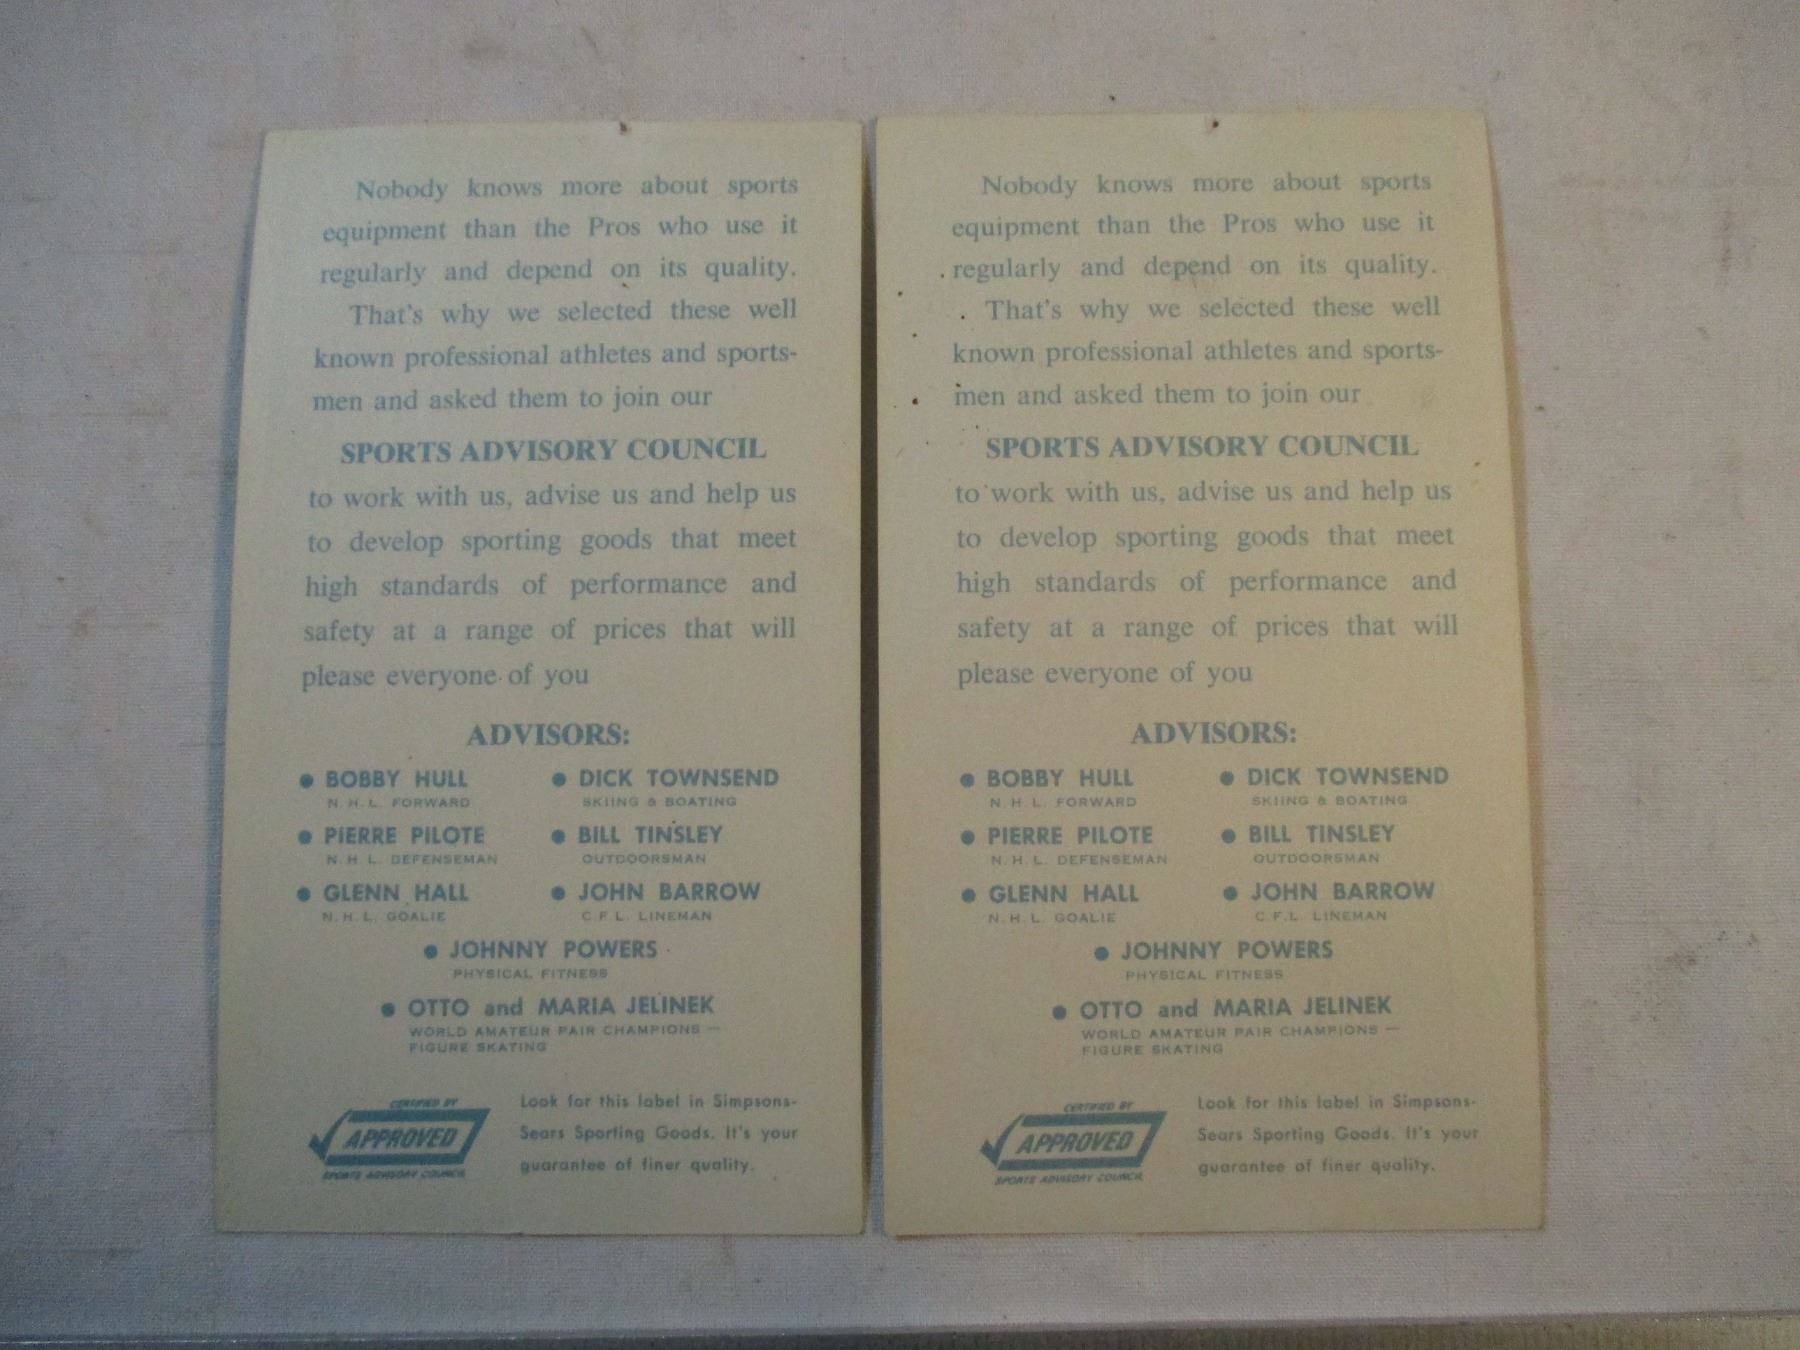 Nobody knows more about sports
equipment than the Pros who use it
regularly and depend on its quality.
That's why we selected these well
known professional athletes and sports-
men and asked them to join our
SPORTS ADVISORY COUNCIL
to work with us, advise us and help us
to develop sporting goods that meet
high standards of performance and
safety at a range of prices that will
please everyone of you
ADVISORS:
● BOBBY HULL
N.H.L. FORWARD
● DICK TOWNSEND
SKIING & BOATING
● PIERRE PILOTE
N.H.L. DEFENSEMAN
● BILL TINSLEY
OUTDOORSMAN
● GLENN HALL
N.H.L. GOALIE
● JOHN BARROW
C.F.L. LINEMAN
● JOHNNY POWERS
PHYSICAL FITNESS
● OTTO and MARIA JELINEK
WORLD AMATEUR PAIR CHAMPIONS —
FIGURE SKATING
CERTIFIED BY
APPROVED
SPORTS ADVISORY COUNCIL
Look for this label in Simpsons-
Sears Sporting Goods. It's your
guarantee of finer quality.
Nobody knows more about sports
equipment than the Pros who use it
regularly and depend on its quality.
That's why we selected these well
known professional athletes and sports-
men and asked them to join our
SPORTS ADVISORY COUNCIL
to work with us, advise us and help us
to develop sporting goods that meet
high standards of performance and
safety at a range of prices that will
please everyone of you
ADVISORS:
● BOBBY HULL
N.H.L. FORWARD
● DICK TOWNSEND
SKIING & BOATING
● PIERRE PILOTE
N.H.L. DEFENSEMAN
● BILL TINSLEY
OUTDOORSMAN
● GLENN HALL
N.H.L. GOALIE
● JOHN BARROW
C.F.L. LINEMAN
● JOHNNY POWERS
PHYSICAL FITNESS
● OTTO and MARIA JELINEK
WORLD AMATEUR PAIR CHAMPIONS —
FIGURE SKATING
CERTIFIED BY
APPROVED
SPORTS ADVISORY COUNCIL
Look for this label in Simpsons-
Sears Sporting Goods. It's your
guarantee of finer quality.